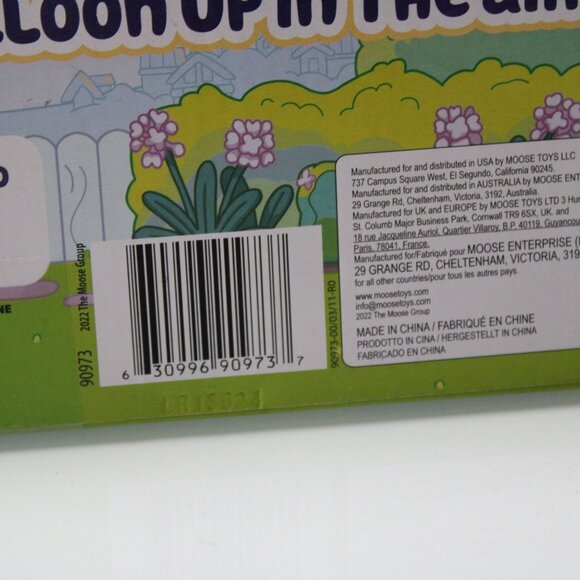 LLOON UP IN THE
D
NE
Manufactured for and distributed in USA by MOOSE TOYS LLC
737 Campus Square West, El Segundo, California 90245.
Manufactured for and distributed in AUSTRALIA by MOOSE ENT
29 Grange Rd, Cheltenham, Victoria, 3192, Australia.
Manufactured for UK and EUROPE by MOOSE TOYS LTD 3 Hur
St. Columb Major Business Park, Cornwall TR9 6SX, UK. and
18 rue Jacqueline Auriol, Quartier Villaroy, B.P. 40119, Guyancour
Paris, 78041, France.
Manufactured for/Fabriqué pour MOOSE ENTERPRISE (I
29 GRANGE RD, CHELTENHAM, VICTORIA, 319
for all other countries/pour tous les autres pays.
www.moosetoys.com
info@moosetoys.com
2022 The Moose Group
MADE IN CHINA / FABRIQUÉ EN CHINE
PRODOTTO IN CINA / HERGESTELLT IN CHINA
FABRICADO EN CHINA
90973 2022 The Moose Group
6 30996 90973 7
90973-00/03/11-R0